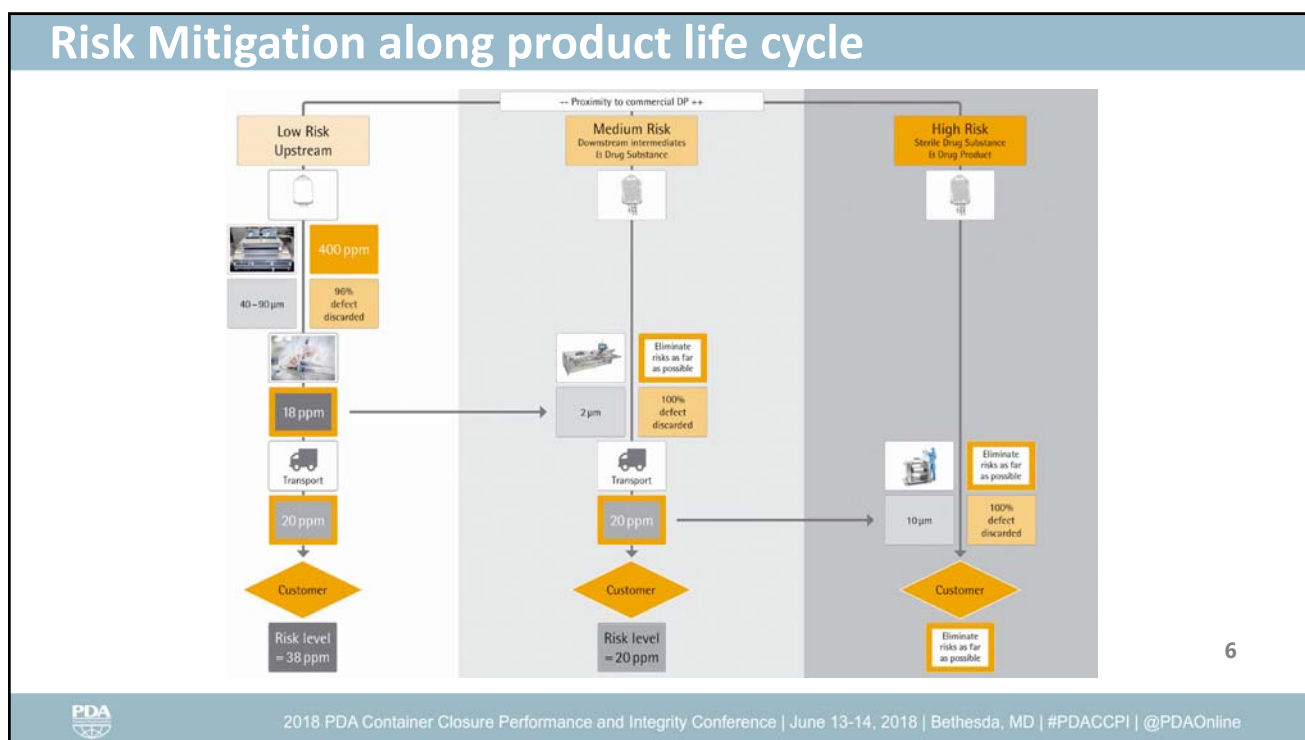 Risk Mitigation along product life cycle
-- Proximity to commercial DP ++
Low Risk
Upstream
400 ppm
40 – 90 µm
96%
defect
discarded
18 ppm
Transport
20 ppm
Customer
Risk level
= 38 ppm
Medium Risk
Downstream intermediates
& Drug Substance
Eliminate
risks as far
as possible
2 µm
100%
defect
discarded
Transport
20 ppm
Customer
Risk level
= 20 ppm
High Risk
Sterile Drug Substance
& Drug Product
Eliminate
risks as far
as possible
10 µm
100%
defect
discarded
Customer
Eliminate
risks as far
as possible
6
PDA
2018 PDA Container Closure Performance and Integrity Conference | June 13-14, 2018 | Bethesda, MD | #PDACCPI | @PDAOnline